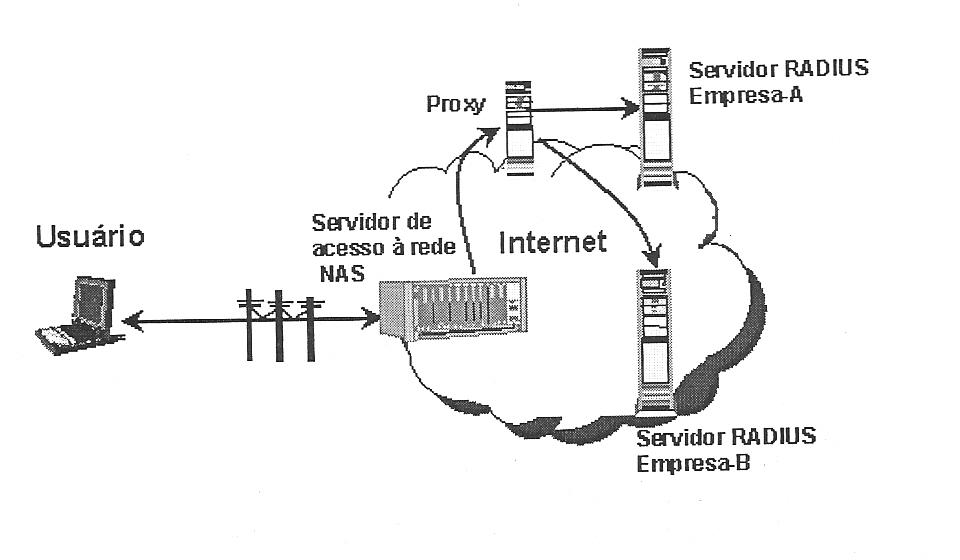 Servidor RADIUS
Empresa-A
Proxy
Servidor de
acesso à rede
NAS
Usuário
Internet
Servidor RADIUS
Empresa-B